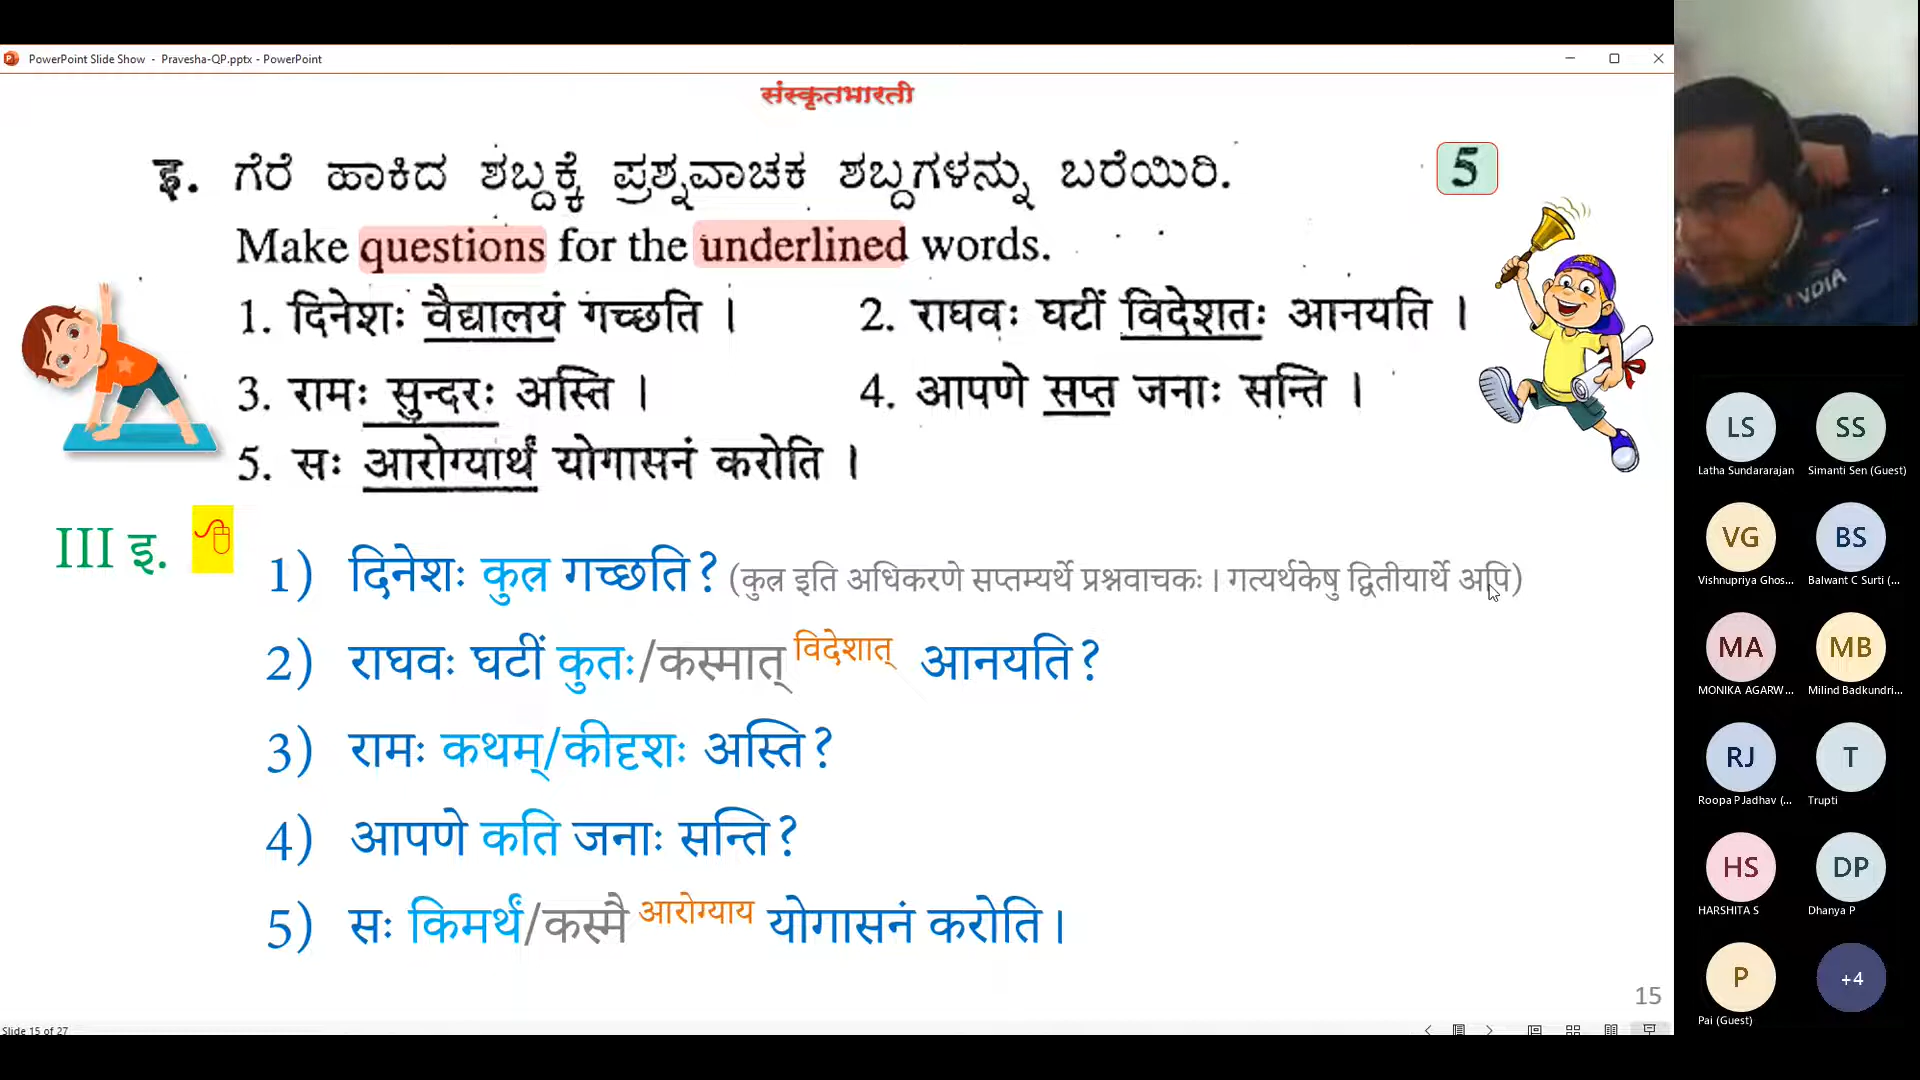 PowerPoint Slide Show - Pravesha-QP.pptx - PowerPoint
संस्कृतभारती
इ. ಗೆರೆ ಹಾಕಿದ ಶಬ್ದಕ್ಕೆ ಪ್ರಶ್ನವಾಚಕ ಶಬ್ದಗಳನ್ನು ಬರೆಯಿರಿ. 5
Make questions for the underlined words.
1. दिनेशः वैद्यालयं गच्छति । 2. राघवः घटीं विदेशतः आनयति ।
3. रामः सुन्दरः अस्ति । 4. आपणे सप्त जनाः सन्ति ।
5. सः आरोग्यार्थं योगासनं करोति ।
III इ.
1) दिनेशः कुत्र गच्छति? (कुत्र इति अधिकरणे सप्तम्यर्थे प्रश्नवाचकः । गत्यर्थकेषु द्वितीयार्थे अपि)
2) राघवः घटीं कुतः/कस्मात् विदेशात् आनयति?
3) रामः कथम्/कीदृशः अस्ति?
4) आपणे कति जनाः सन्ति?
5) सः किमर्थं/कस्मै आरोग्याय योगासनं करोति ।
15
Slide 15 of 27
INDIA
LS SS
Latha Sundararajan Simanti Sen (Guest)
VG BS
Vishnupriya Ghos... Balwant C Surti (...
MA MB
MONIKA AGARW... Milind Badkundri...
RJ T
Roopa P Jadhav (... Trupti
HS DP
HARSHITA S Dhanya P
P +4
Pai (Guest)